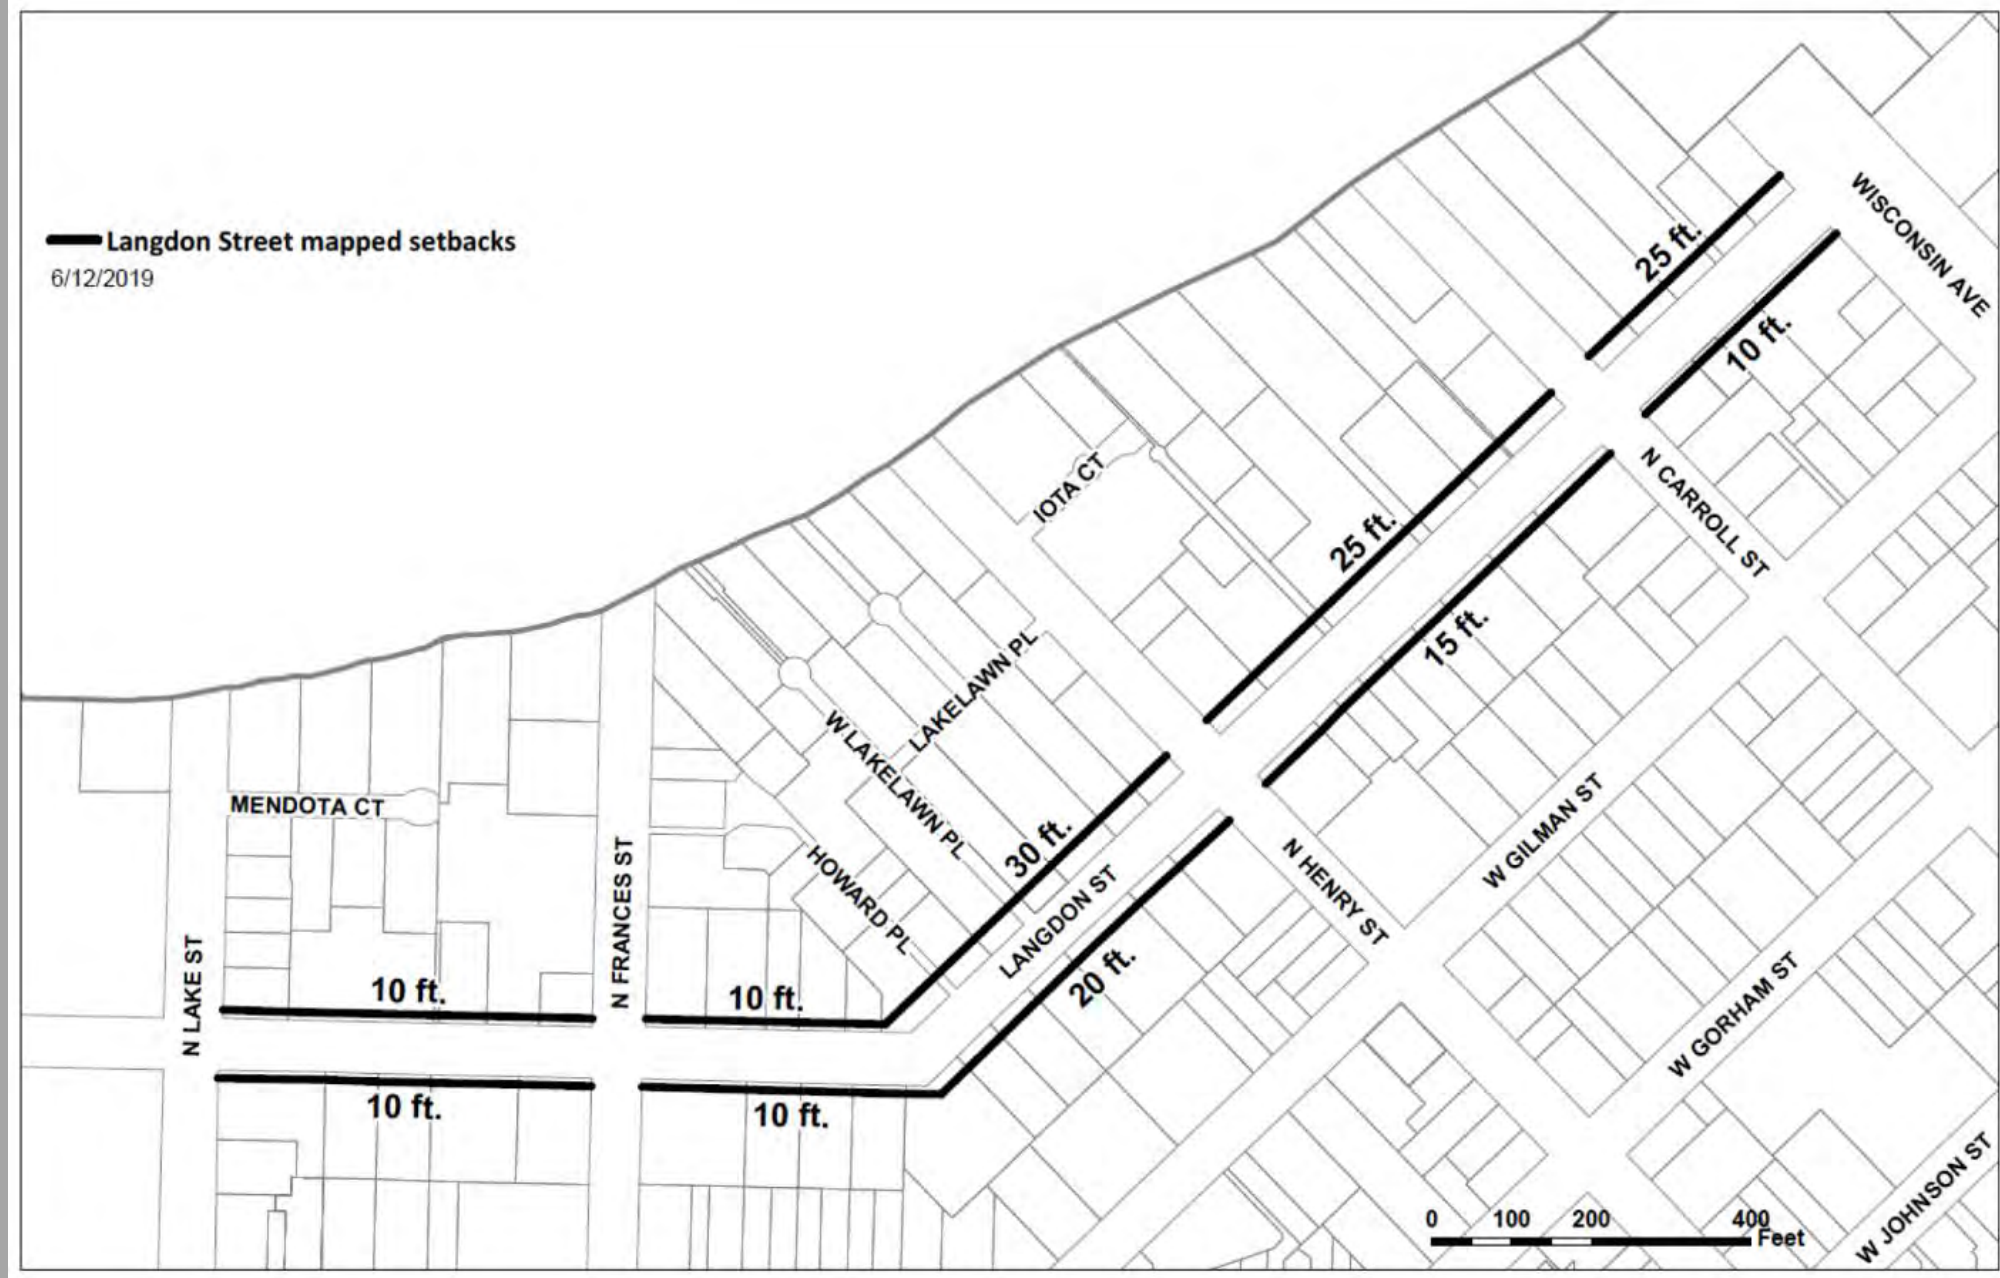 Langdon Street mapped setbacks
6/12/2019
WISCONSIN AVE
25 ft.
10 ft.
N CARROLL ST
IOTA CT
25 ft.
15 ft.
LAKELAWN PL
W LAKELAWN PL
MENDOTA CT
HOWARD PL
30 ft.
LANGDON ST
20 ft.
N HENRY ST
W GILMAN ST
W GORHAM ST
N FRANCES ST
N LAKE ST
10 ft.
10 ft.
10 ft.
10 ft.
0 100 200 400
Feet
W JOHNSON ST